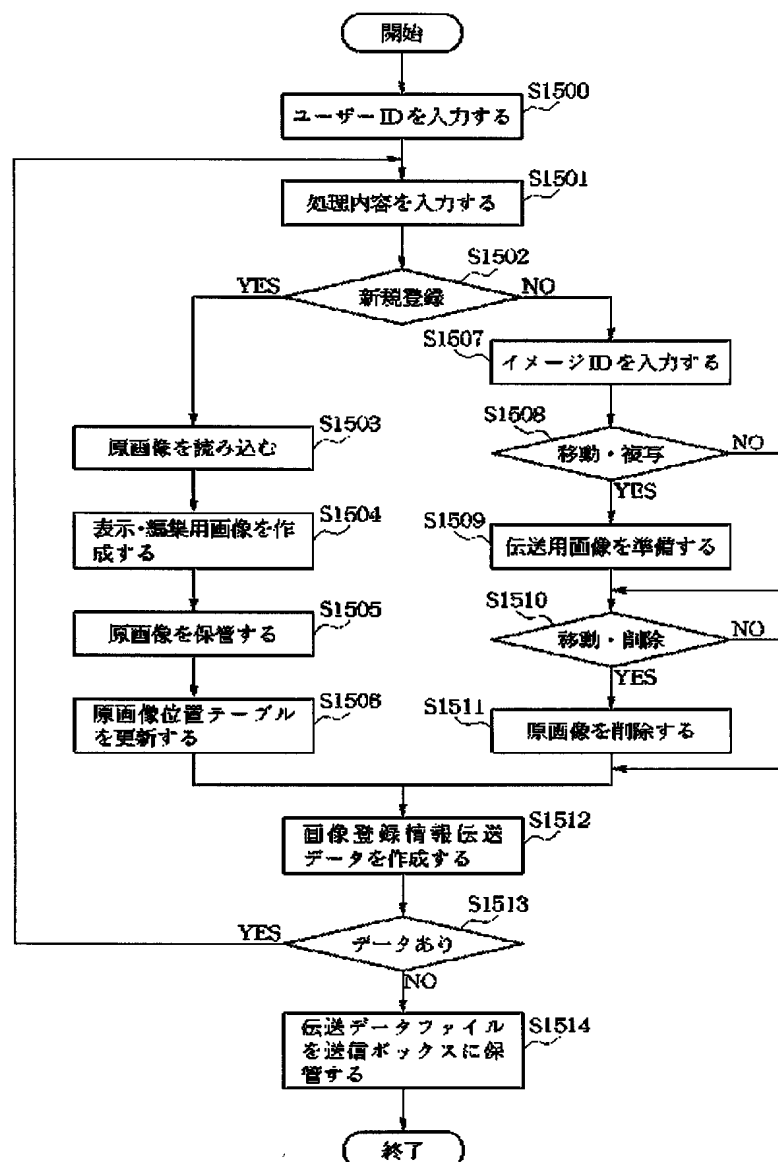 開始
S1500
ユーザーIDを入力する
S1501
処理内容を入力する
S1502
YES
新規登録
NO
S1507
イメージIDを入力する
S1503
原画像を読み込む
S1508
移動・複写
NO
YES
S1504
表示・編集用画像を作
成する
S1509
伝送用画像を準備する
S1505
原画像を保管する
S1510
移動・削除
NO
YES
S1506
原画像位置テーブル
を更新する
S1511
原画像を削除する
S1512
画像登録情報伝送
データを作成する
S1513
YES
データあり
NO
S1514
伝送データファイル
を送信ボックスに保
管する
終了